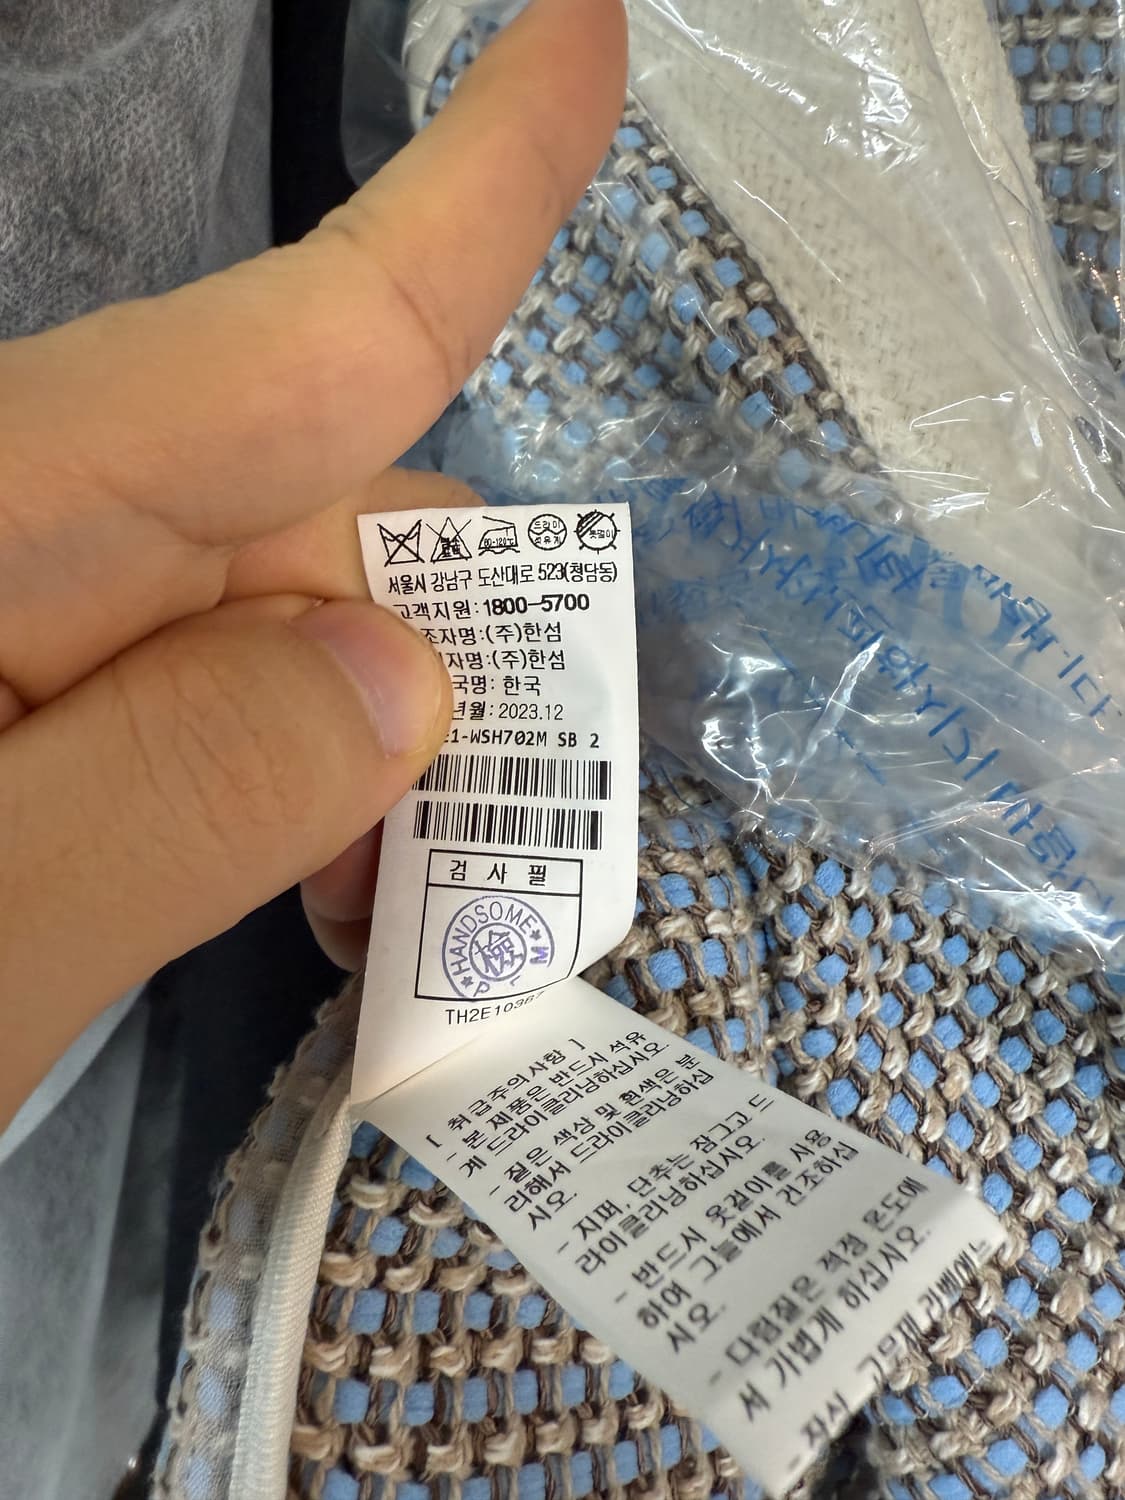 드라이
석유계
80-120℃
옷걸이
서울시 강남구 도산대로 523(청담동)
고객지원: 1800-5700
조자명:(주)한섬
자명:(주)한섬
국명: 한국
년월: 2023.12
E1-WSH702M SB 2
검 사 필
HANDSOME
檢
TH2E10367
[ 취급주의사항 ]
- 본 제품은 반드시 석유
계 드라이클리닝하십시오.
- 짙은 색상 및 흰색은 분
리해서 드라이클리닝하십
시오.
- 지퍼, 단추는 잠그고 드
라이클리닝하십시오.
- 반드시 옷걸이를 사용
하여 그늘에서 건조하십
시오.
- 다림질은 적정 온도에
서 가볍게 하십시오.